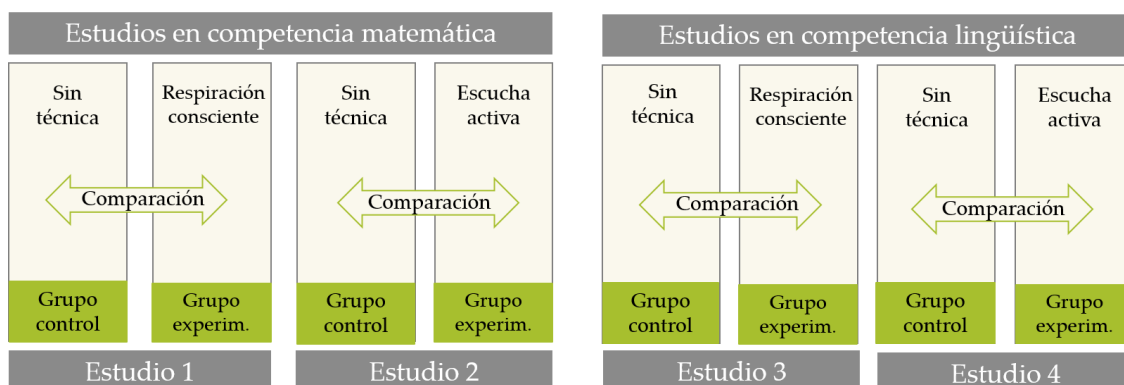 Estudios en competencia matemática
Sin
técnica
Respiración
consciente
Sin
técnica
Escucha
activa
Comparación
Comparación
Grupo
control
Grupo
experim.
Grupo
control
Grupo
experim.
Estudio 1
Estudio 2
Estudios en competencia lingüística
Sin
técnica
Respiración
consciente
Sin
técnica
Escucha
activa
Comparación
Comparación
Grupo
control
Grupo
experim.
Grupo
control
Grupo
experim.
Estudio 3
Estudio 4